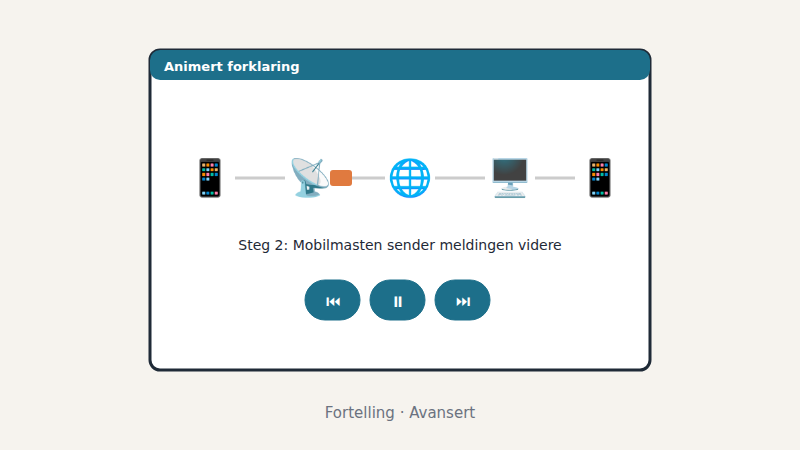 Animert forklaring
Steg 2: Mobilmasten sender meldingen videre
Fortelling · Avansert